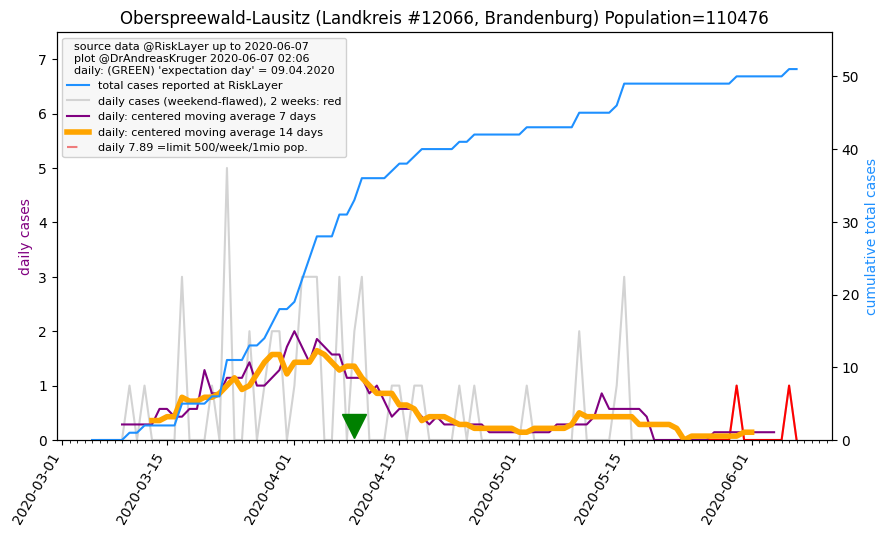 Oberspreewald-Lausitz (Landkreis #12066, Brandenburg) Population=110476
source data @RiskLayer up to 2020-06-07
plot @DrAndreasKruger 2020-06-07 02:06
daily: (GREEN) 'expectation day' = 09.04.2020
total cases reported at RiskLayer
daily cases (weekend-flawed), 2 weeks: red
daily: centered moving average 7 days
daily: centered moving average 14 days
daily 7.89 =limit 500/week/1mio pop.
daily cases
7
6
5
4
3
2
1
0
cumulative total cases
50
40
30
20
10
0
2020-03-01
2020-03-15
2020-04-01
2020-04-15
2020-05-01
2020-05-15
2020-06-01